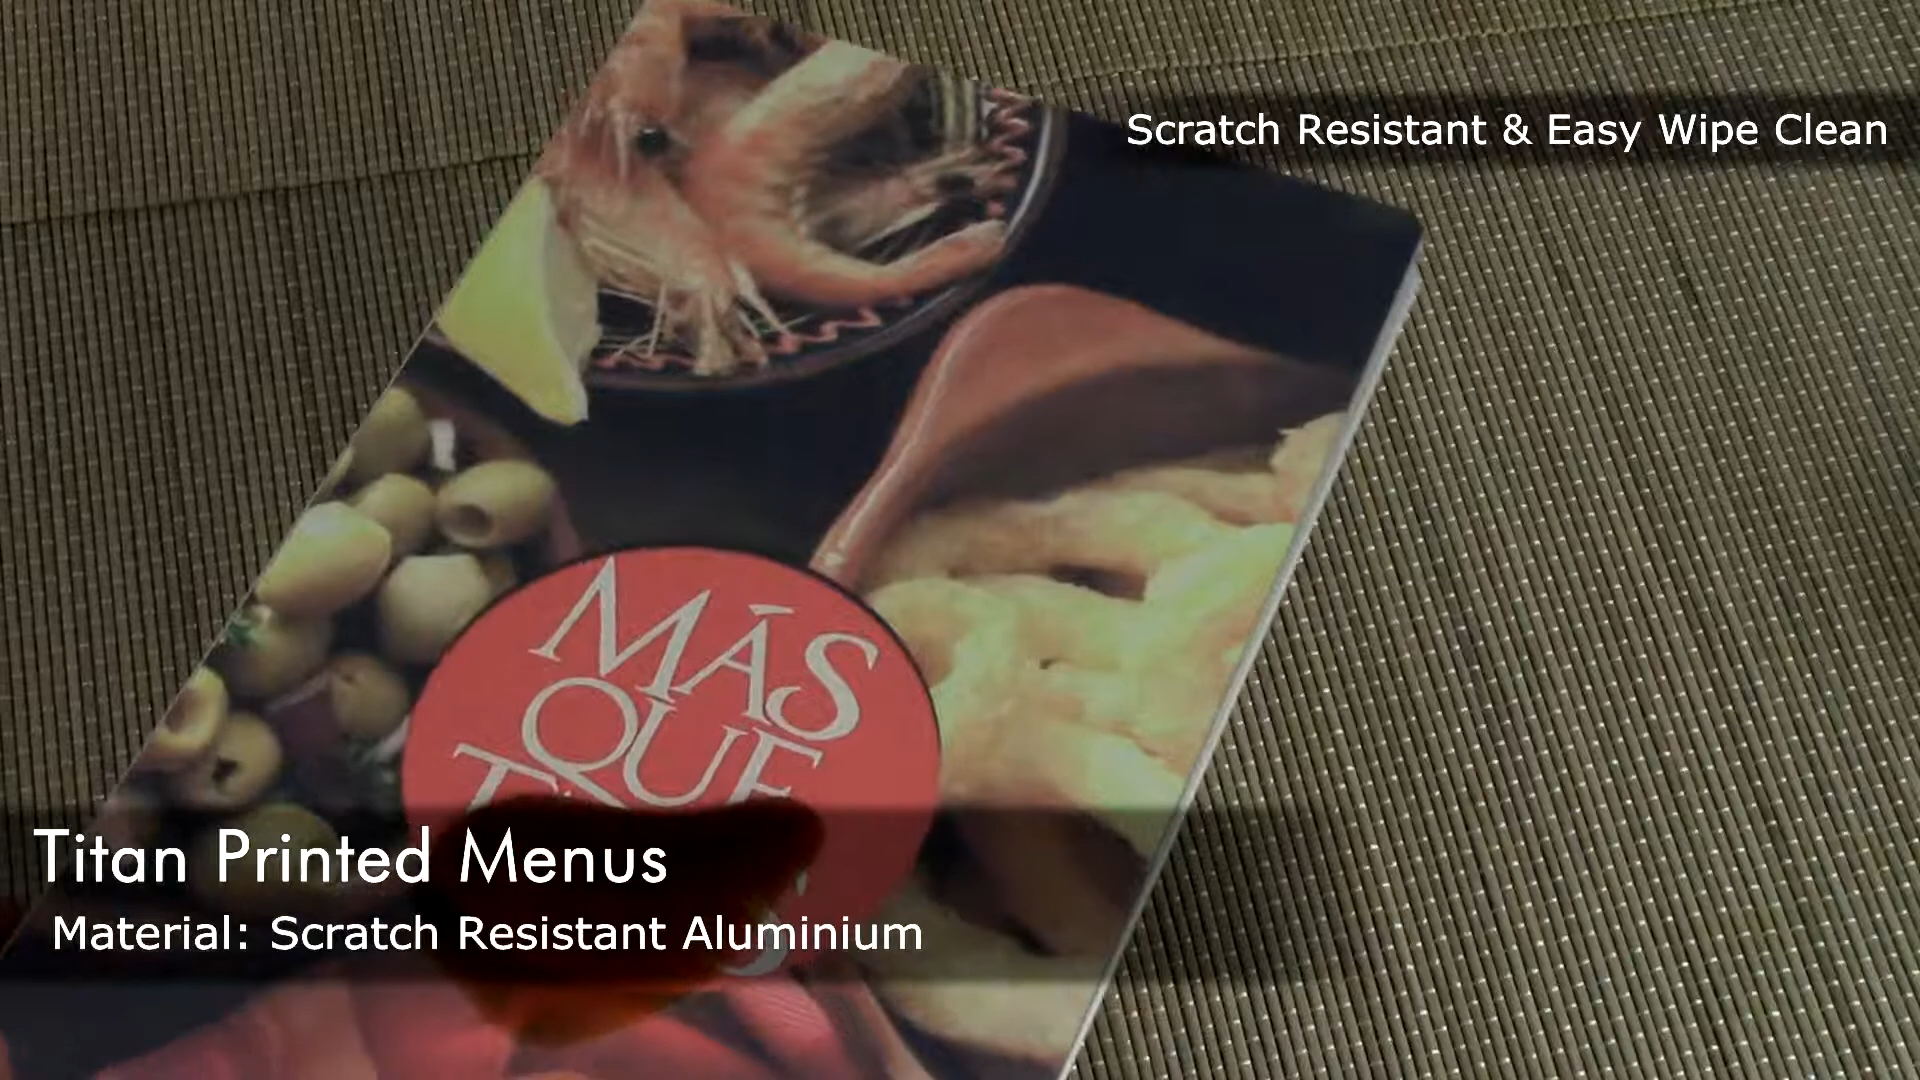 Scratch Resistant & Easy Wipe Clean
MÁS
QUE
Titan Printed Menus
Material: Scratch Resistant Aluminium